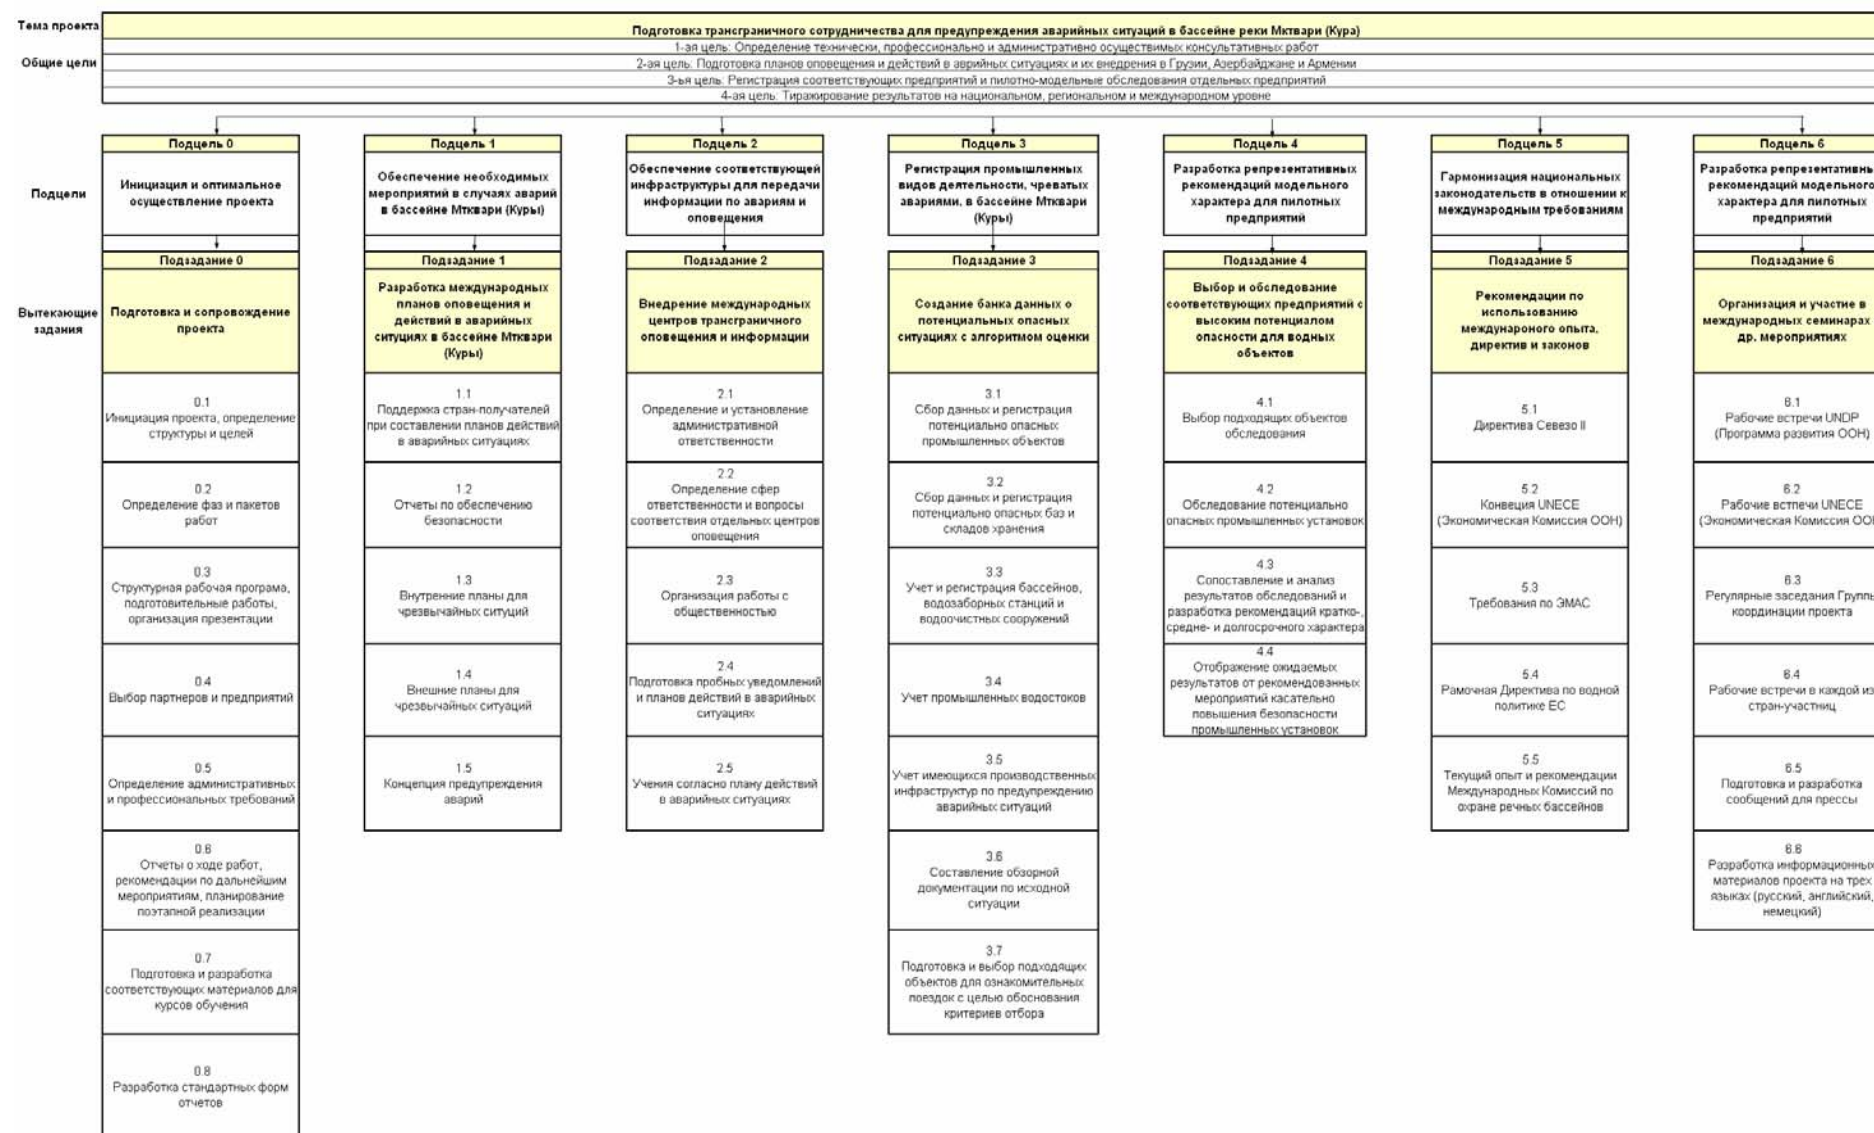 Тема проекта
Подготовка трансграничного сотрудничества для предупреждения аварийных ситуаций в бассейне реки Мктвари (Кура)
Общие цели
1-ая цель: Определение технически, профессионально и административно осуществимых консультативных работ
2-ая цель: Подготовка планов оповещения и действий в аврийных ситуациях и их внедрения в Грузии, Азербайджане и Армении
3-ья цель: Регистрация соответствующих предприятий и пилотно-модельные обследования отдельных предприятий
4-ая цель: Тиражирование результатов на национальном, региональном и международном уровне
Подцели
Подцель 0
Инициация и оптимальное
осуществление проекта
Подцель 1
Обеспечение необходимых
мероприятий в случаях аварий
в бассейне Мтквари (Куры)
Подцель 2
Обеспечение соответствующей
инфраструктуры для передачи
информации по авариям и
оповещения
Подцель 3
Регистрация промышленных
видов деятельности, чреватых
авариями, в бассейне Мтквари
(Куры)
Подцель 4
Разработка репрезентативных
рекомендаций модельного
характера для пилотных
предприятий
Подцель 5
Гармонизация национальных
законодательств в отношении к
международным требованиям
Подцель 6
Разработка репрезентативнь
рекомендаций модельного
характера для пилотных
предприятий
Вытекающие
задания
Подзадание 0
Подготовка и сопровождение
проекта
Подзадание 1
Разработка международных
планов оповещения и
действий в аварийных
ситуциях в бассейне Мтквари
(Куры)
Подзадание 2
Внедрение международных
центров трансграничного
оповещения и информации
Подзадание 3
Создание банка данных о
потенциальных опасных
ситуациях с алгоритмом оценки
Подзадание 4
Выбор и обследование
соответствующих предприятий с
высоким потенциалом
опасности для водных
объектов
Подзадание 5
Рекомендации по
использованию
международного опыта,
директив и законов
Подзадание 6
Организация и участие в
международных семинарах
др. мероприятиях
0.1
Инициация проекта, определение
структуры и целей
0.2
Определение фаз и пакетов
работ
0.3
Структурная рабочая програма,
подготовительные работы,
организация презентации
0.4
Выбор партнеров и предприятий
0.5
Определение административных
и профессиональных требований
0.6
Отчеты о ходе работ,
рекомендации по дальнейшим
мероприятиям, планирование
поэтапной реализации
0.7
Подготовка и разработка
соответствующих материалов для
курсов обучения
0.8
Разработка стандартных форм
отчетов
1.1
Поддержка стран-получателей
при составлении планов действий
в аварийных ситуациях
1.2
Отчеты по обеспечению
безопасности
1.3
Внутренние планы для
чрезвычайных ситуций
1.4
Внешние планы для
чрезвычайных ситуаций
1.5
Концепция предупреждения
аварий
2.1
Определение и установление
административной
ответственности
2.2
Определение сфер
ответственности и вопросы
соответствия отдельных центров
оповещения
2.3
Организация работы с
общественностью
2.4
Подготовка пробных уведомлений
и планов действий в аварийных
ситуациях
2.5
Учения согласно плану действий
в аварийных ситуациях
3.1
Сбор данных и регистрация
потенциально опасных
промышленных объектов
3.2
Сбор данных и регистрация
потенциально опасных баз и
складов хранения
3.3
Учет и регистрация бассейнов,
водозаборных станций и
водоочистных сооружений
3.4
Учет промышленных водостоков
3.5
Учет имеющихся производственных
инфраструктур по предупреждению
аварийных ситуаций
3.6
Составление обзорной
документации по исходной
ситуации
3.7
Подготовка и выбор подходящих
объектов для ознакомительных
поездок с целью обоснования
критериев отбора
4.1
Выбор подходящих объектов
обследования
4.2
Обследование потенциально
опасных промышленных установок
4.3
Сопоставление и анализ
результатов обследований и
разработка рекомендаций кратко-,
средне- и долгосрочного характера
4.4
Отображение ожидаемых
результатов от рекомендованных
мероприятий касательно
повышения безопасности
промышленных установок
5.1
Директива Севезо II
5.2
Конвеция UNECE
(Экономическая Комиссия ООН)
5.3
Требования по ЭМАС
5.4
Рамочная Директива по водной
политике ЕС
5.5
Текущий опыт и рекомендации
Международных Комиссий по
охране речных бассейнов
6.1
Рабочие встречи UNDP
(Программа развития ООН)
6.2
Рабочие встпечи UNECE
(Экономическая Комиссия ООН
6.3
Регулярные заседания Группь
координации проекта
6.4
Рабочие встречи в каждой из
стран-участниц
6.5
Подготовка и разработка
сообщений для прессы
6.6
Разработка информационных
материалов проекта на трех
языках (русский, английский,
немецкий)